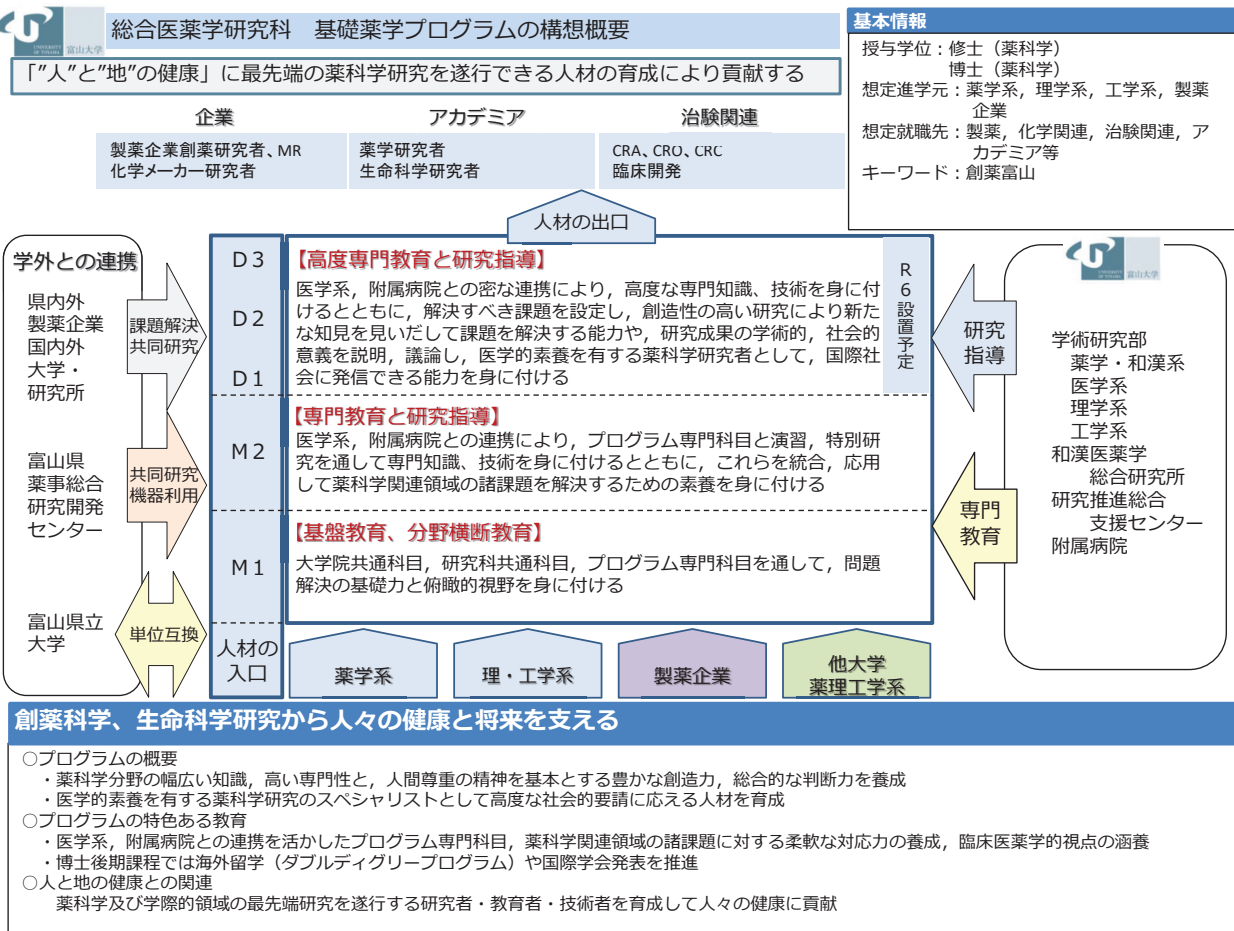 総合医薬学研究科　基礎薬学プログラムの構想概要
UNIVERSITY
OF TOYAMA
富山大学
「”人”と”地”の健康」に最先端の薬科学研究を遂行できる人材の育成により貢献する
基本情報
授与学位：修士（薬科学）
博士（薬科学）
想定進学元：薬学系，理学系，工学系，製薬
企業
想定就職先：製薬，化学関連，治験関連，ア
カデミア等
キーワード：創薬富山
企業
製薬企業創薬研究者、MR
化学メーカー研究者
アカデミア
薬学研究者
生命科学研究者
治験関連
CRA、CRO、CRC
臨床開発
人材の出口
学外との連携
県内外
製薬企業
国内外
大学・
研究所
富山県
薬事総合
研究開発
センター
富山県立
大学
課題解決
共同研究
共同研究
機器利用
単位互換
D３
D２
D１
M２
M１
人材の
入口
【高度専門教育と研究指導】
医学系，附属病院との密な連携により，高度な専門知識、技術を身に付
けるとともに，解決すべき課題を設定し，創造性の高い研究により新た
な知見を見いだして課題を解決する能力や，研究成果の学術的，社会的
意義を説明，議論し，医学的素養を有する薬科学研究者として，国際社
会に発信できる能力を身に付ける
R
６
設
置
予
定
【専門教育と研究指導】
医学系，附属病院との連携により，プログラム専門科目と演習，特別研
究を通して専門知識、技術を身に付けるとともに，これらを統合，応用
して薬科学関連領域の諸課題を解決するための素養を身に付ける
【基盤教育、分野横断教育】
大学院共通科目，研究科共通科目，プログラム専門科目を通して，問題
解決の基礎力と俯瞰的視野を身に付ける
薬学系
理・工学系
製薬企業
他大学
薬理工学系
研究
指導
専門
教育
UNIVERSITY
OF TOYAMA
富山大学
学術研究部
薬学・和漢系
医学系
理学系
工学系
和漢医薬学
総合研究所
研究推進総合
支援センター
附属病院
創薬科学、生命科学研究から人々の健康と将来を支える
○プログラムの概要
・薬科学分野の幅広い知識，高い専門性と，人間尊重の精神を基本とする豊かな創造力，総合的な判断力を養成
・医学的素養を有する薬科学研究のスペシャリストとして高度な社会的要請に応える人材を育成
○プログラムの特色ある教育
・医学系，附属病院との連携を活かしたプログラム専門科目，薬科学関連領域の諸課題に対する柔軟な対応力の養成，臨床医薬学的視点の涵養
・博士後期課程では海外留学（ダブルディグリープログラム）や国際学会発表を推進
○人と地の健康との関連
薬科学及び学際的領域の最先端研究を遂行する研究者・教育者・技術者を育成して人々の健康に貢献